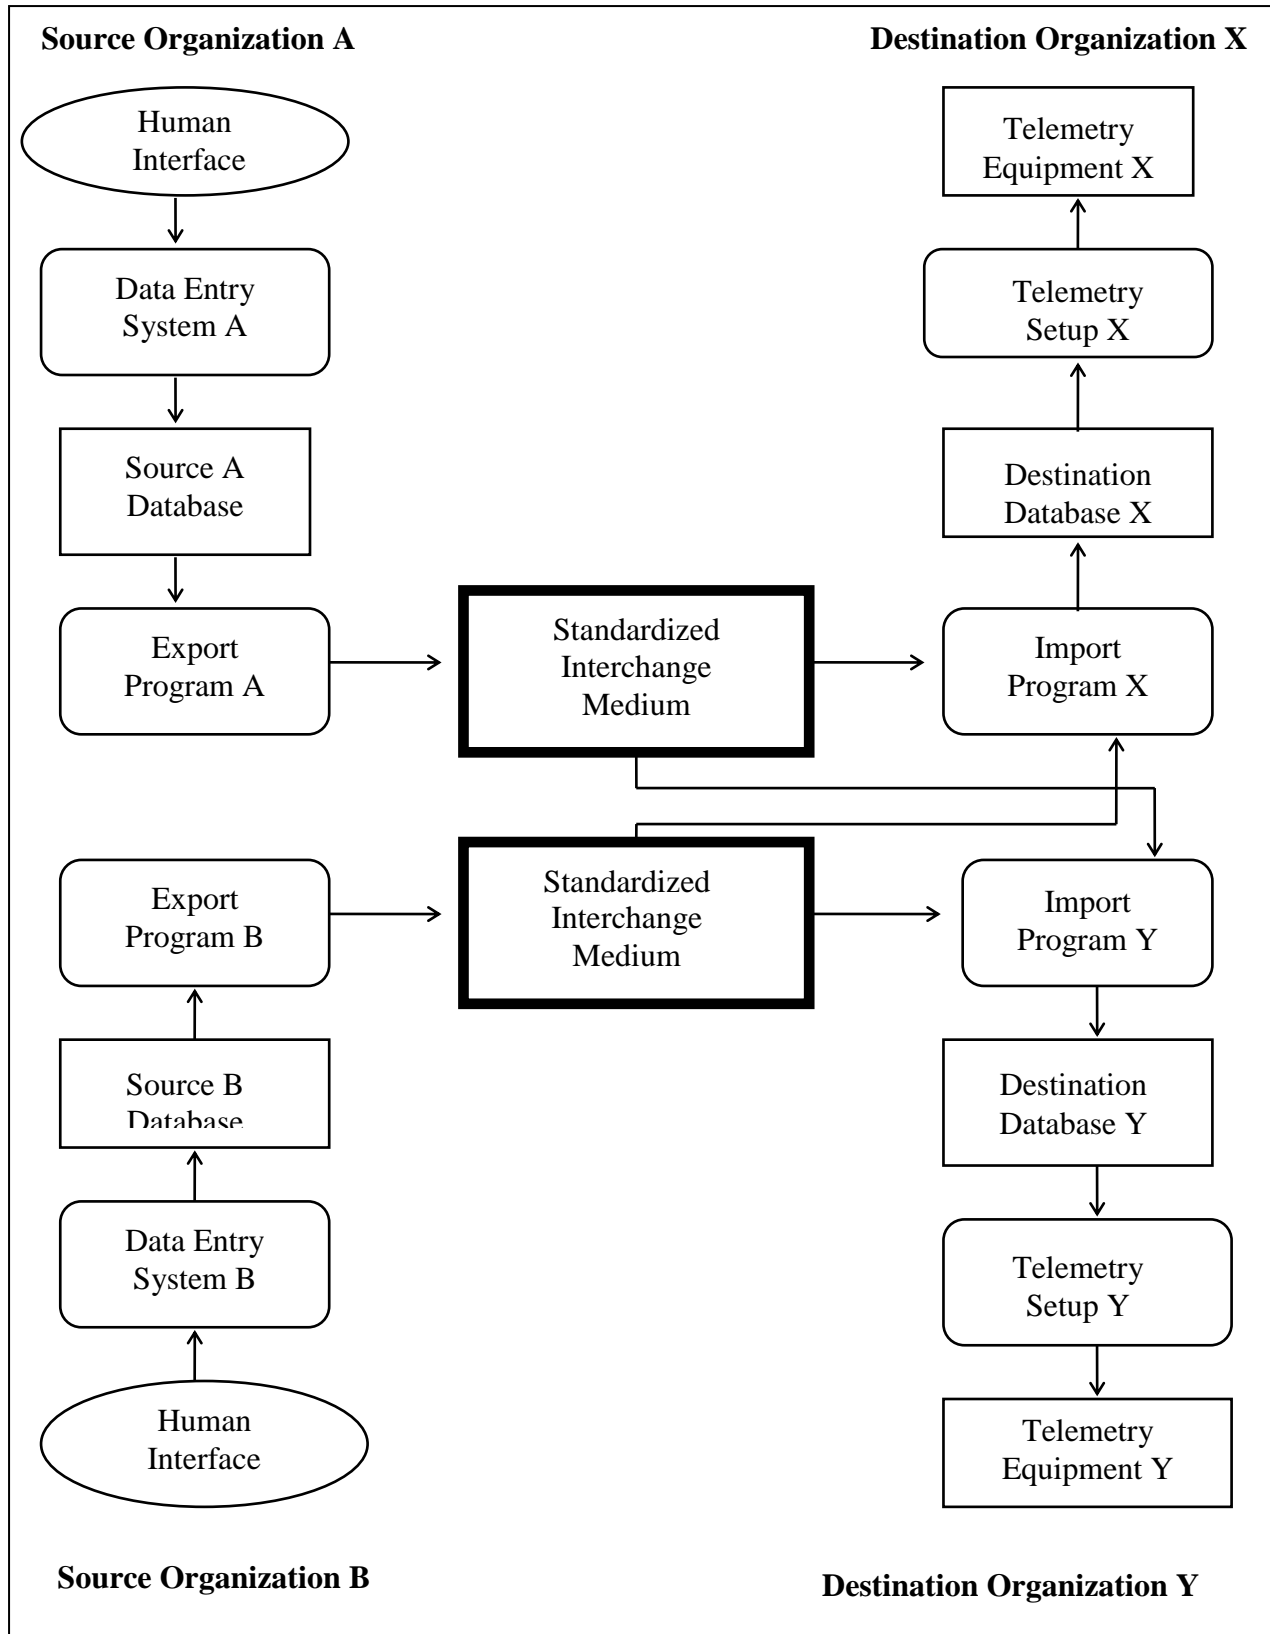 Source Organization A
Destination Organization X
Human
Interface
Telemetry
Equipment X
Data Entry
System A
Telemetry
Setup X
Source A
Database
Destination
Database X
Export
Program A
Standardized
Interchange
Medium
Import
Program X
Export
Program B
Standardized
Interchange
Medium
Import
Program Y
Source B
Database
Destination
Database Y
Data Entry
System B
Telemetry
Setup Y
Human
Interface
Telemetry
Equipment Y
Source Organization B
Destination Organization Y